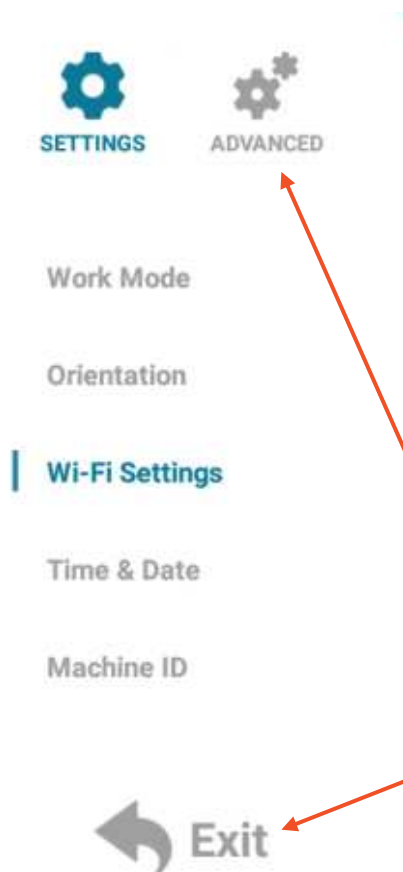 SETTINGS ADVANCED
Work Mode
Orientation
Wi-Fi Settings
Time & Date
Machine ID
Exit